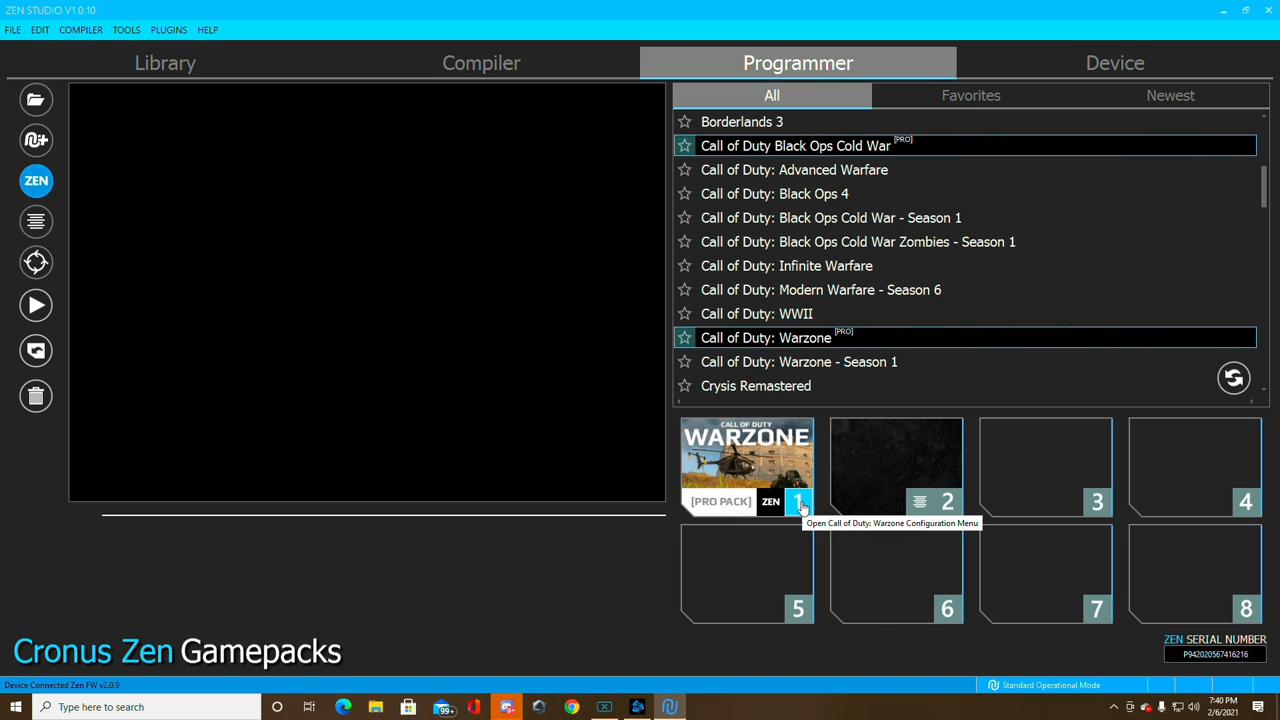 ZEN STUDIO V1.0.10
FILE EDIT COMPILER TOOLS PLUGINS HELP
Library Compiler Programmer Device
All Favorites Newest
ZEN
Borderlands 3
Call of Duty Black Ops Cold War [PRO]
Call of Duty: Advanced Warfare
Call of Duty: Black Ops 4
Call of Duty: Black Ops Cold War - Season 1
Call of Duty: Black Ops Cold War Zombies - Season 1
Call of Duty: Infinite Warfare
Call of Duty: Modern Warfare - Season 6
Call of Duty: WWII
Call of Duty: Warzone [PRO]
Call of Duty: Warzone - Season 1
Crysis Remastered
CALL OF DUTY
WARZONE
[PRO PACK] ZEN 1 2 3 4
Open Call of Duty: Warzone Configuration Menu
5 6 7 8
Cronus Zen Gamepacks
ZEN SERIAL NUMBER
P942020567416216
Device Connected Zen FW v2.0.9
Standard Operational Mode
Type here to search
99+
7:40 PM
2/6/2021